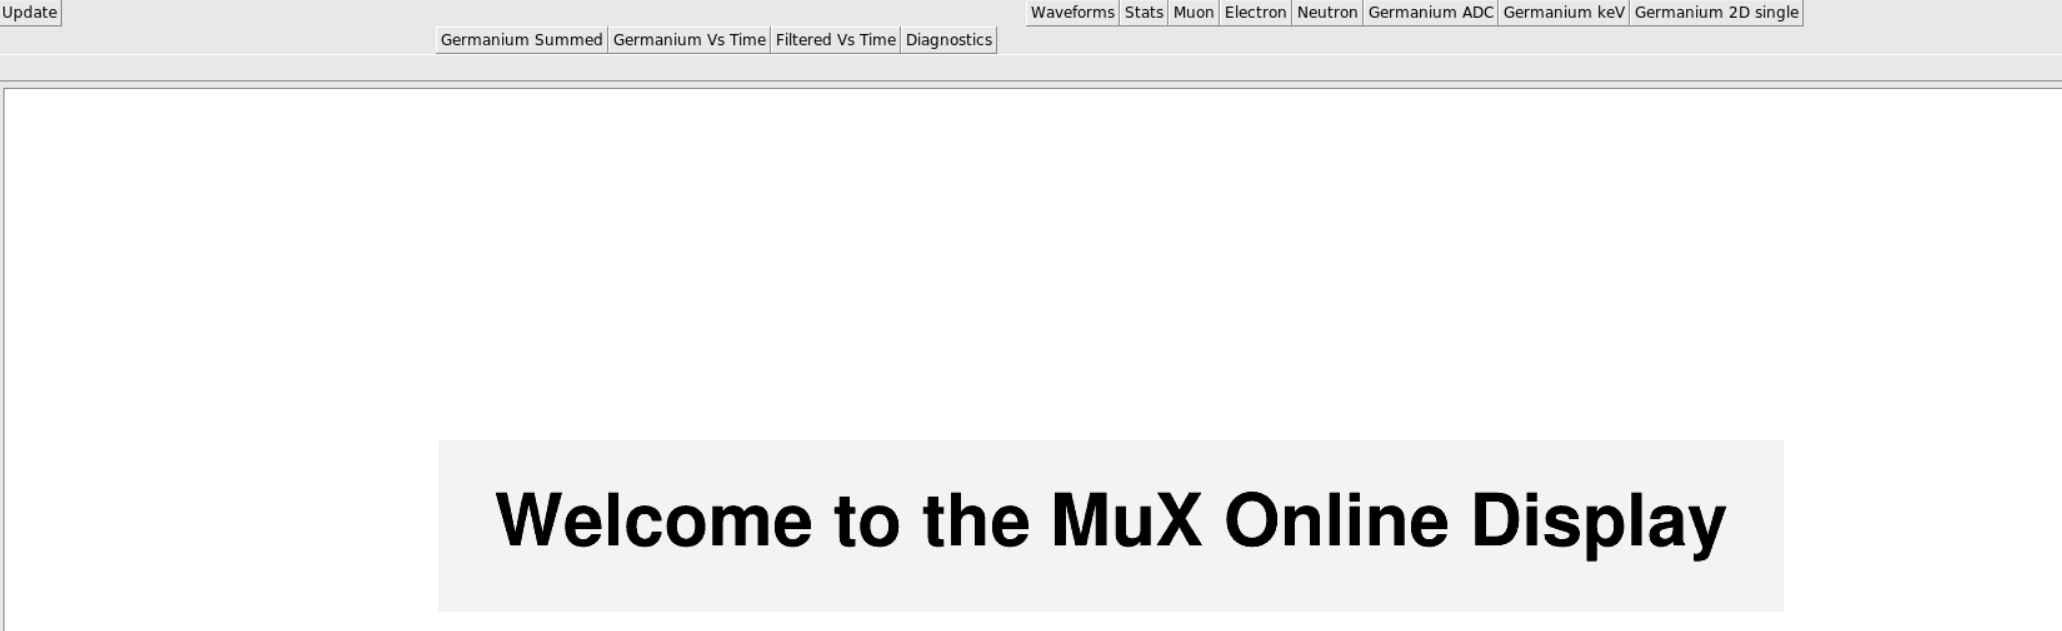 Update Waveforms Stats Muon Electron Neutron Germanium ADC Germanium keV Germanium 2D single
Germanium Summed Germanium Vs Time Filtered Vs Time Diagnostics
Welcome to the MuX Online Display